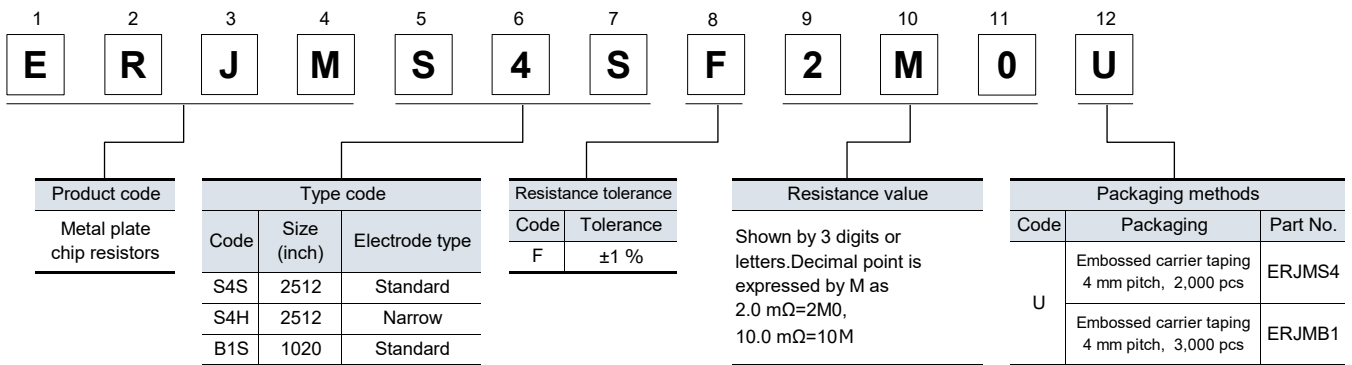 1 2 3 4 5 6 7 8 9 10 11 12
E R J M S 4 S F 2 M 0 U
Product code
Metal plate
chip resistors
Type code
Code Size (inch) Electrode type
S4S 2512 Standard
S4H 2512 Narrow
B1S 1020 Standard
Resistance tolerance
Code Tolerance
F ±1 %
Resistance value
Shown by 3 digits or
letters.Decimal point is
expressed by M as
2.0 mΩ=2M0,
10.0 mΩ=10M
Packaging methods
Code Packaging Part No.
U
Embossed carrier taping
4 mm pitch, 2,000 pcs
ERJMS4
Embossed carrier taping
4 mm pitch, 3,000 pcs
ERJMB1